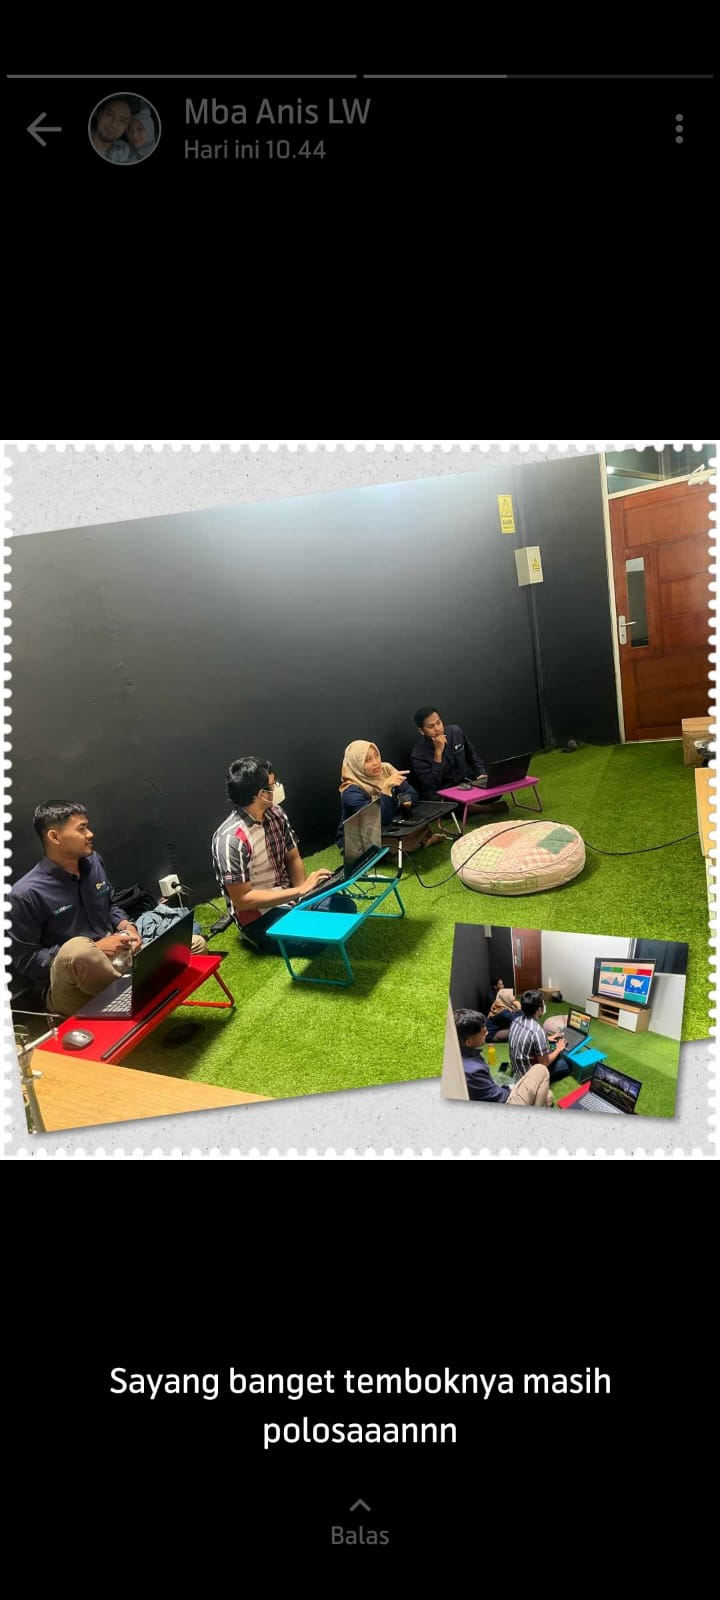 Mba Anis LW
Hari ini 10.44
Sayang banget temboknya masih
polosaaannn
Balas